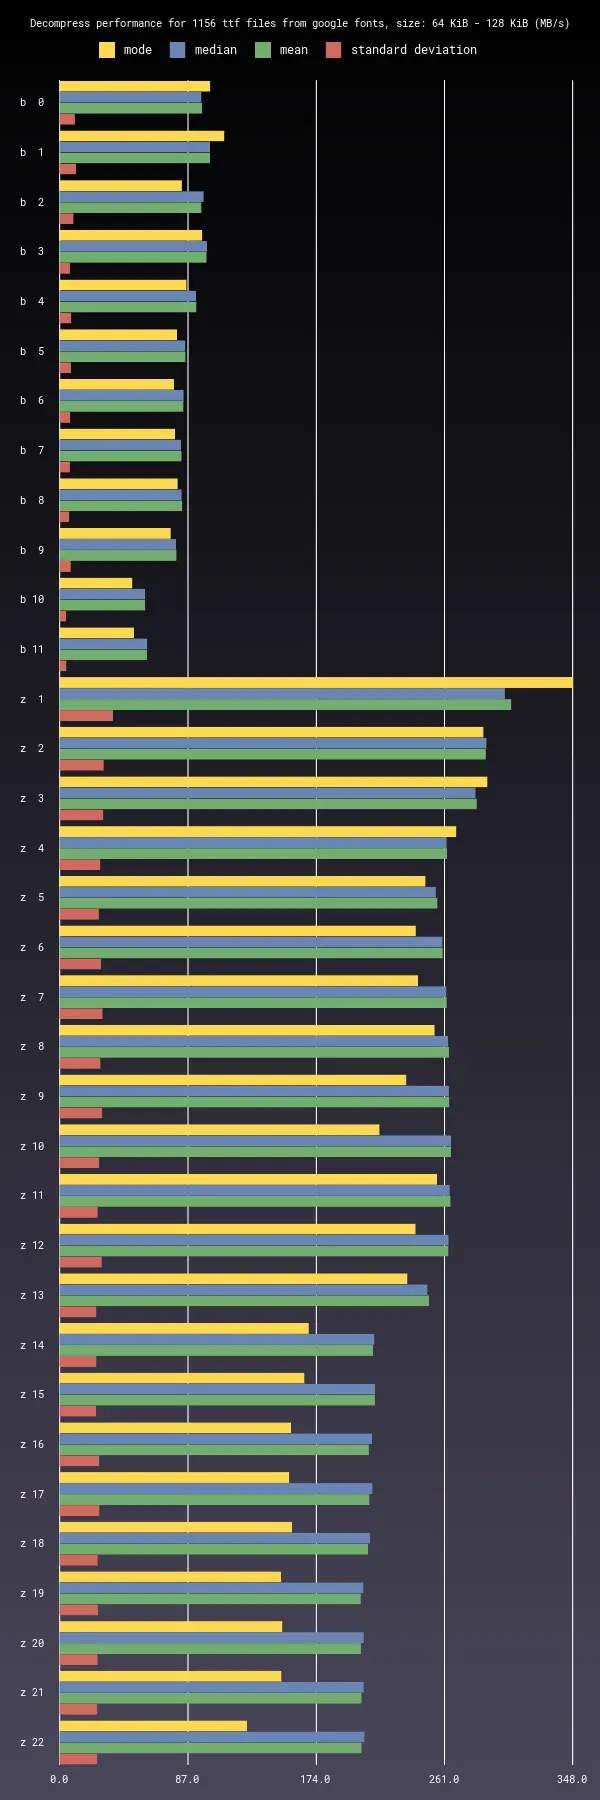 Decompress performance for 1156 ttf files from google fonts, size: 64 KiB - 128 KiB (MB/s)
mode median mean standard deviation
b 0
b 1
b 2
b 3
b 4
b 5
b 6
b 7
b 8
b 9
b 10
b 11
z 1
z 2
z 3
z 4
z 5
z 6
z 7
z 8
z 9
z 10
z 11
z 12
z 13
z 14
z 15
z 16
z 17
z 18
z 19
z 20
z 21
z 22
0.0 87.0 174.0 261.0 348.0